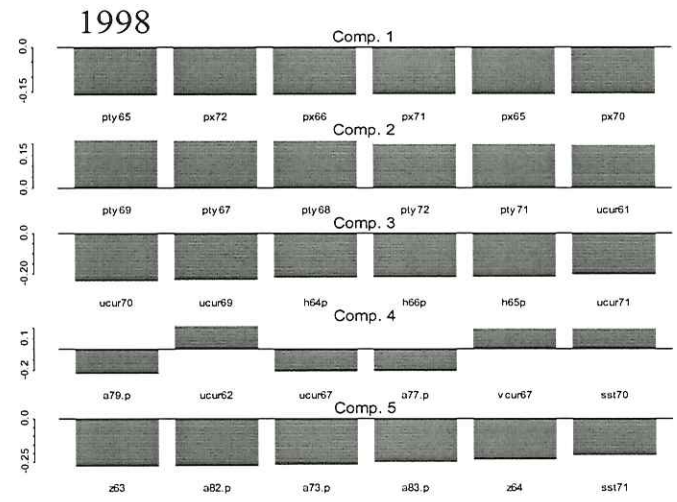 1998
Comp. 1
0.0
-0.15
pty65 px72 px66 px71 px65 px70
Comp. 2
0.15
0.0
pty69 pty67 pty68 pty72 pty71 ucur61
Comp. 3
0.0
-0.20
ucur70 ucur69 h64p h66p h65p ucur71
Comp. 4
0.1
-0.2
a79.p ucur62 ucur67 a77.p vcur67 sst70
Comp. 5
0.0
-0.25
z63 a82.p a73.p a83.p z64 sst71